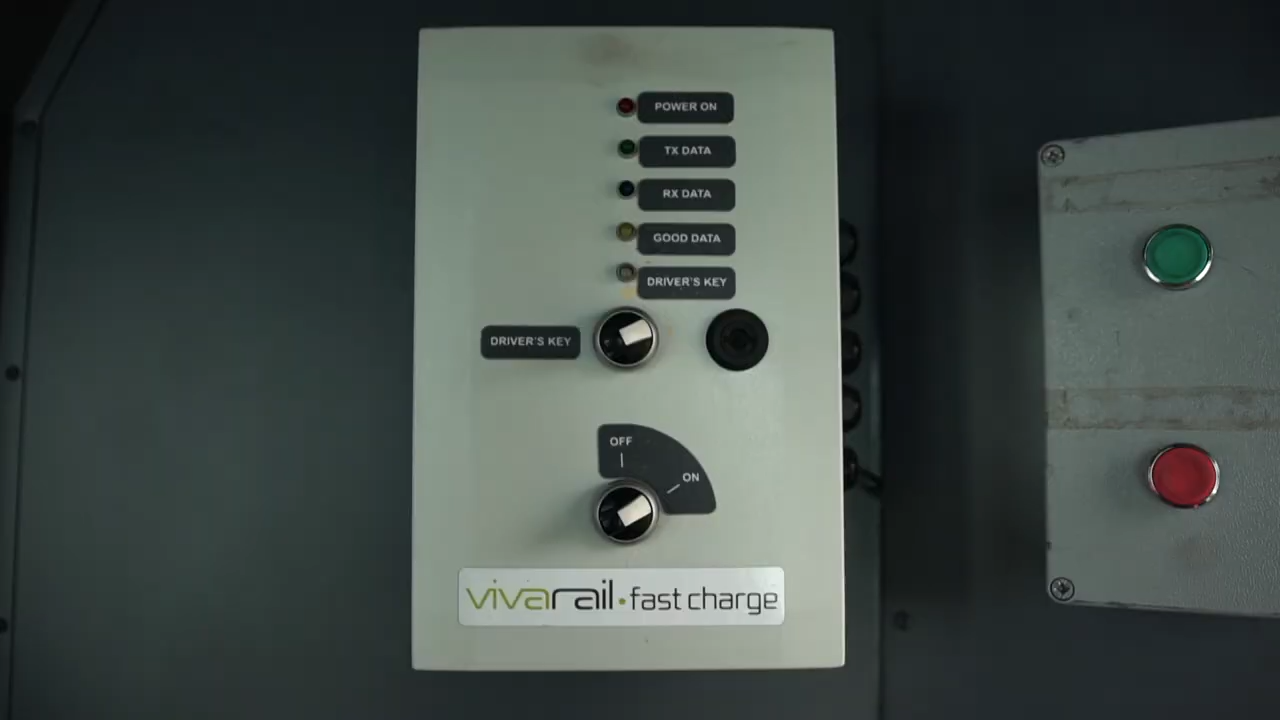 POWER ON
TX DATA
RX DATA
GOOD DATA
DRIVER'S KEY
DRIVER'S KEY
OFF
ON
vivarail · fast charge